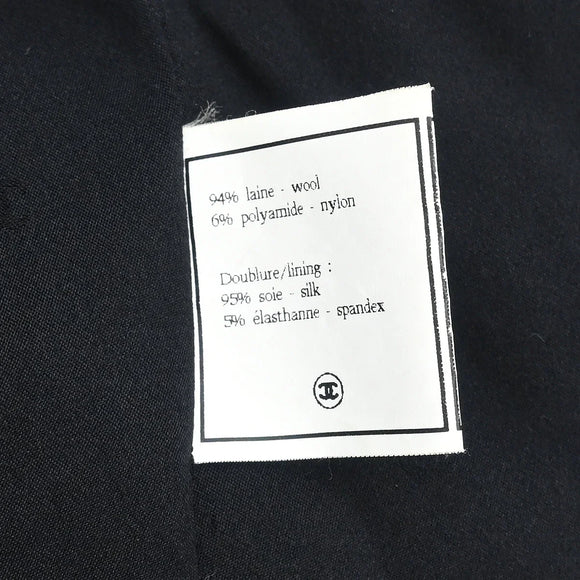 94% laine - wool
6% polyamide - nylon
Doublure/lining :
95% soie - silk
5% élasthanne - spandex